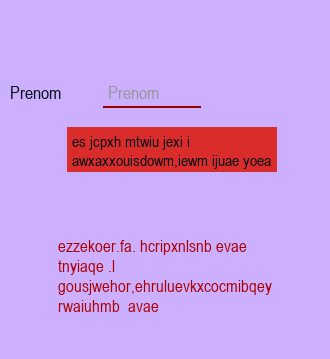 Prenom Prenom
es jcpxh mtwiu jexi i
awxaxxouisdowm,iewm ijuae yoea
ezzekoer.fa. hcripxnlsnb evae
tnyiaqe .l
gousjwehor,ehruluevkxcocmibqey
rwaiuhmb  avae